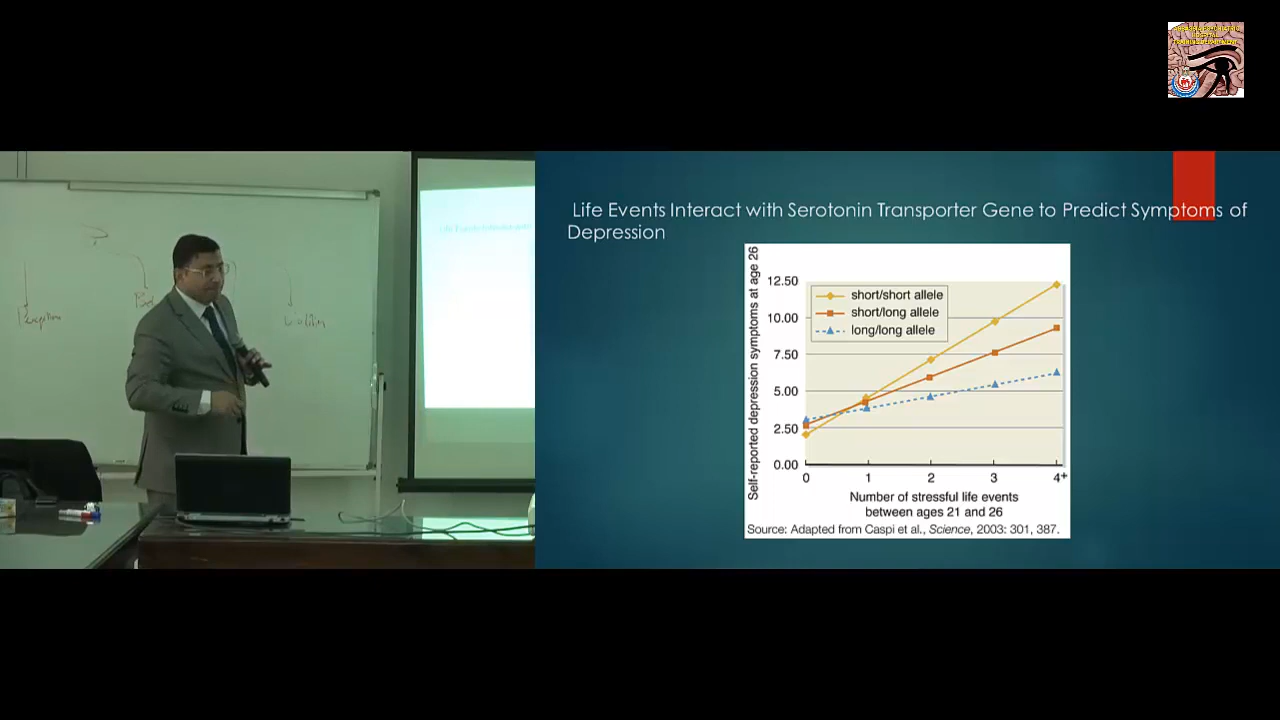 Life Events Interact with Serotonin Transporter Gene to Predict Symptoms of
Depression
Self-reported depression symptoms at age 26
12.50
10.00
7.50
5.00
2.50
0.00
short/short allele
short/long allele
long/long allele
0 1 2 3 4+
Number of stressful life events
between ages 21 and 26
Source: Adapted from Caspi et al., Science, 2003: 301, 387.